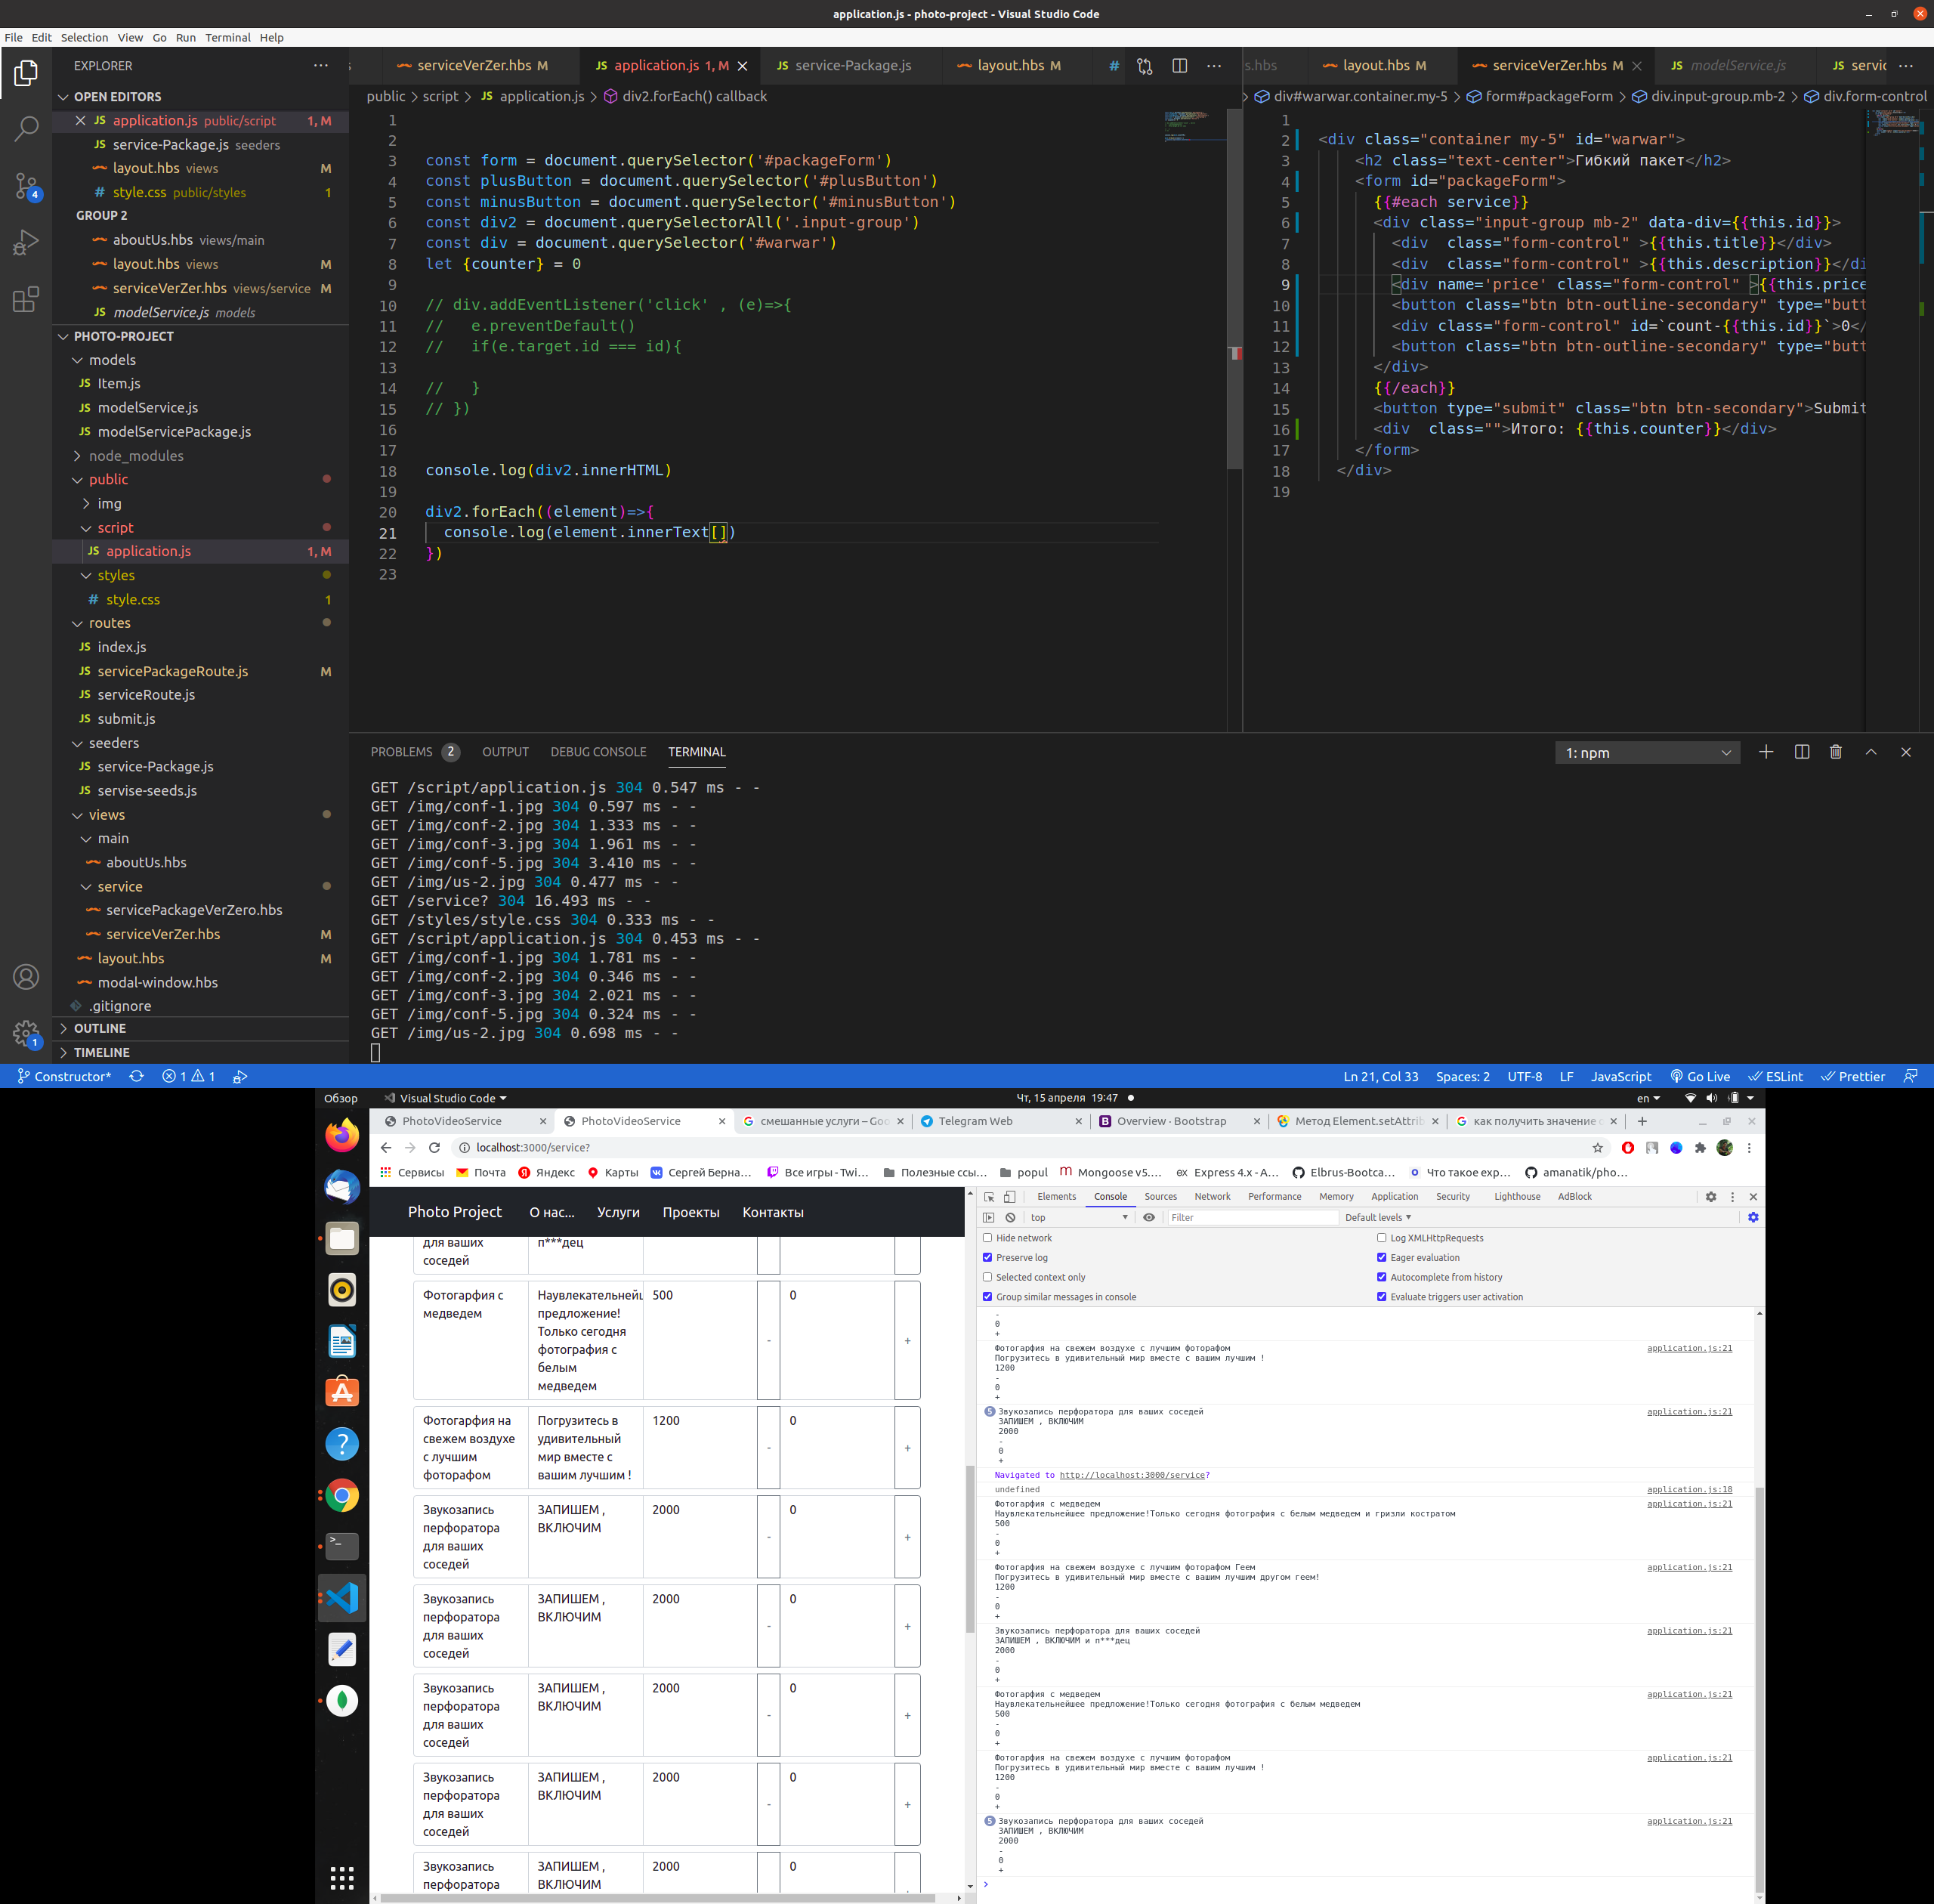 application.js - photo-project - Visual Studio Code
File Edit Selection View Go Run Terminal Help
EXPLORER
OPEN EDITORS
application.js public/script 1, M
service-Package.js seeders
layout.hbs views M
style.css public/styles 1
GROUP 2
aboutUs.hbs views/main
layout.hbs views M
serviceVerZer.hbs views/service M
modelService.js models
PHOTO-PROJECT
models
Item.js
modelService.js
modelServicePackage.js
node_modules
public
img
script
application.js 1, M
styles
style.css 1
routes
index.js
servicePackageRoute.js M
serviceRoute.js
submit.js
seeders
service-Package.js
servise-seeds.js
views
main
aboutUs.hbs
service
servicePackageVerZero.hbs
serviceVerZer.hbs M
layout.hbs M
modal-window.hbs
.gitignore
OUTLINE
TIMELINE
serviceVerZer.hbs M application.js 1, M service-Package.js layout.hbs M
public > script > JS application.js > div2.forEach() callback
1
2
3 const form = document.querySelector('#packageForm')
4 const plusButton = document.querySelector('#plusButton')
5 const minusButton = document.querySelector('#minusButton')
6 const div2 = document.querySelectorAll('.input-group')
7 const div = document.querySelector('#warwar')
8 let {counter} = 0
9
10 // div.addEventListener('click' , (e)=>{
11 //   e.preventDefault()
12 //   if(e.target.id === id){
13
14 //   }
15 // })
16
17
18 console.log(div2.innerHTML)
19
20 div2.forEach((element)=>{
21   console.log(element.innerText[])
22 })
23
s.hbs layout.hbs M serviceVerZer.hbs M modelService.js servic
div#warwar.container.my-5 > form#packageForm > div.input-group.mb-2 > div.form-control
1
2 <div class="container my-5" id="warwar">
3 <h2 class="text-center">Гибкий пакет</h2>
4 <form id="packageForm">
5 {{#each service}}
6 <div class="input-group mb-2" data-div={{this.id}}>
7 <div  class="form-control" >{{this.title}}</div>
8 <div  class="form-control" >{{this.description}}</di
9 <div name='price' class="form-control" >{{this.price
10 <button class="btn btn-outline-secondary" type="butt
11 <div class="form-control" id=`count-{{this.id}}`>0</
12 <button class="btn btn-outline-secondary" type="butt
13 </div>
14 {{/each}}
15 <button type="submit" class="btn btn-secondary">Submit
16 <div  class="">Итого: {{this.counter}}</div>
17 </form>
18 </div>
19
PROBLEMS 2 OUTPUT DEBUG CONSOLE TERMINAL 1: npm
GET /script/application.js 304 0.547 ms - -
GET /img/conf-1.jpg 304 0.597 ms - -
GET /img/conf-2.jpg 304 1.333 ms - -
GET /img/conf-3.jpg 304 1.961 ms - -
GET /img/conf-5.jpg 304 3.410 ms - -
GET /img/us-2.jpg 304 0.477 ms - -
GET /service? 304 16.493 ms - -
GET /styles/style.css 304 0.333 ms - -
GET /script/application.js 304 0.453 ms - -
GET /img/conf-1.jpg 304 1.781 ms - -
GET /img/conf-2.jpg 304 0.346 ms - -
GET /img/conf-3.jpg 304 2.021 ms - -
GET /img/conf-5.jpg 304 0.324 ms - -
GET /img/us-2.jpg 304 0.698 ms - -
Constructor* 1 1 Ln 21, Col 33 Spaces: 2 UTF-8 LF JavaScript Go Live ESLint Prettier
Обзор Visual Studio Code Чт, 15 апреля 19:47 en
PhotoVideoService PhotoVideoService смешанные услуги – Goo Telegram Web Overview · Bootstrap Метод Element.setAttrib как получить значение с
localhost:3000/service?
Сервисы Почта Яндекс Карты Сергей Берна... Все игры - Twi... Полезные ссы... popul Mongoose v5.... Express 4.x - A... Elbrus-Bootca... Что такое exp... amanatik/pho...
Photo Project О нас... Услуги Проекты Контакты
для ваших соседей п***дец
Фотогарфия с медведем
Наувлекательнейш предложение! Только сегодня фотография с белым медведем
500 - 0 +
Фотогарфия на свежем воздухе с лучшим фоторафом
Погрузитесь в удивительный мир вместе с вашим лучшим !
1200 - 0 +
Звукозапись перфоратора для ваших соседей
ЗАПИШЕМ , ВКЛЮЧИМ
2000 - 0 +
Звукозапись перфоратора для ваших соседей
ЗАПИШЕМ , ВКЛЮЧИМ
2000 - 0 +
Звукозапись перфоратора для ваших соседей
ЗАПИШЕМ , ВКЛЮЧИМ
2000 - 0 +
Звукозапись перфоратора для ваших соседей
ЗАПИШЕМ , ВКЛЮЧИМ
2000 - 0 +
Звукозапись перфоратора
ЗАПИШЕМ , ВКЛЮЧИМ
2000 0
Elements Console Sources Network Performance Memory Application Security Lighthouse AdBlock
top Filter Default levels
Hide network Log XMLHttpRequests
Preserve log Eager evaluation
Selected context only Autocomplete from history
Group similar messages in console Evaluate triggers user activation
-
0
+
Фотогарфия на свежем воздухе с лучшим фоторафом application.js:21
Погрузитесь в удивительный мир вместе с вашим лучшим !
1200
-
0
+
5 Звукозапись перфоратора для ваших соседей application.js:21
ЗАПИШЕМ , ВКЛЮЧИМ
2000
-
0
+
Navigated to http://localhost:3000/service?
undefined application.js:18
Фотогарфия с медведем application.js:21
Наувлекательнейшее предложение!Только сегодня фотография с белым медведем и гризли костратом
500
-
0
+
Фотогарфия на свежем воздухе с лучшим фоторафом Геем application.js:21
Погрузитесь в удивительный мир вместе с вашим лучшим другом геем!
1200
-
0
+
Звукозапись перфоратора для ваших соседей application.js:21
ЗАПИШЕМ , ВКЛЮЧИМ и п***дец
2000
-
0
+
Фотогарфия с медведем application.js:21
Наувлекательнейшее предложение!Только сегодня фотография с белым медведем
500
-
0
+
Фотогарфия на свежем воздухе с лучшим фоторафом application.js:21
Погрузитесь в удивительный мир вместе с вашим лучшим !
1200
-
0
+
5 Звукозапись перфоратора для ваших соседей application.js:21
ЗАПИШЕМ , ВКЛЮЧИМ
2000
-
0
+